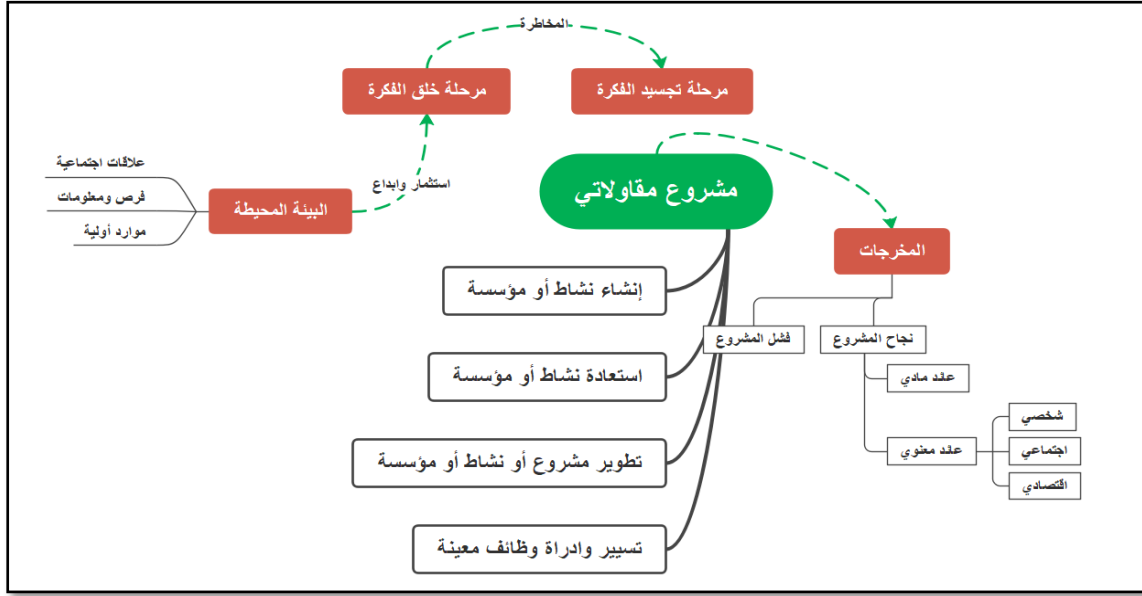 المخاطرة
مرحلة خلق الفكرة
مرحلة تجسيد الفكرة
علاقات اجتماعية
فرص ومعلومات
موارد أولية
البيئة المحيطة
استثمار وابداع
مشروع مقاولاتي
المخرجات
إنشاء نشاط أو مؤسسة
استعادة نشاط أو مؤسسة
تطوير مشروع أو نشاط أو مؤسسة
تسيير وادراة وظائف معينة
نجاح المشروع
فشل المشروع
عائد مادي
عائد معنوي
شخصي
اجتماعي
اقتصادي